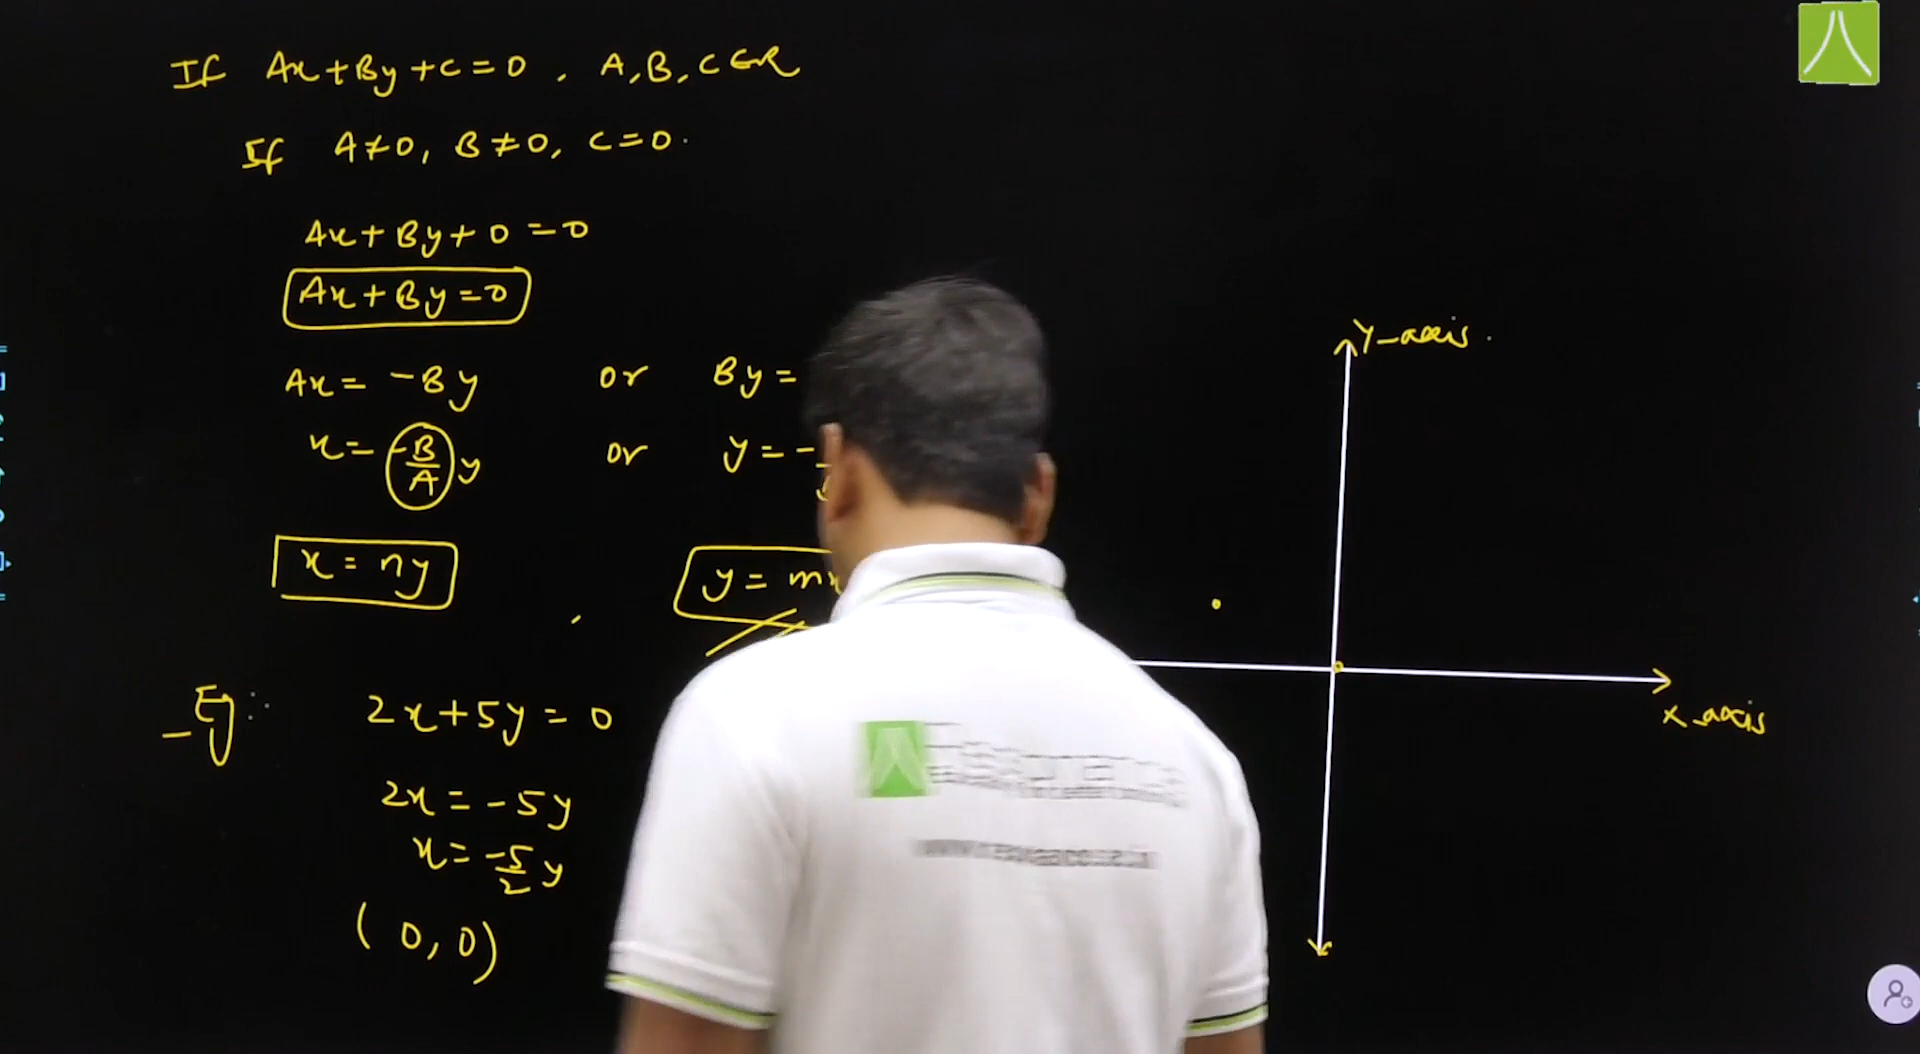 If Ax+By+C=0, A,B,C∈R
If A≠0, B≠0, C=0.
Ax+By+0=0
Ax+By=0
Ax=-By or By=
x=-B/A y or y=-
x=ny y=mx
Eg: 2x+5y=0
2x=-5y
x=-5/2 y
(0,0)
Y-axis.
X-axis